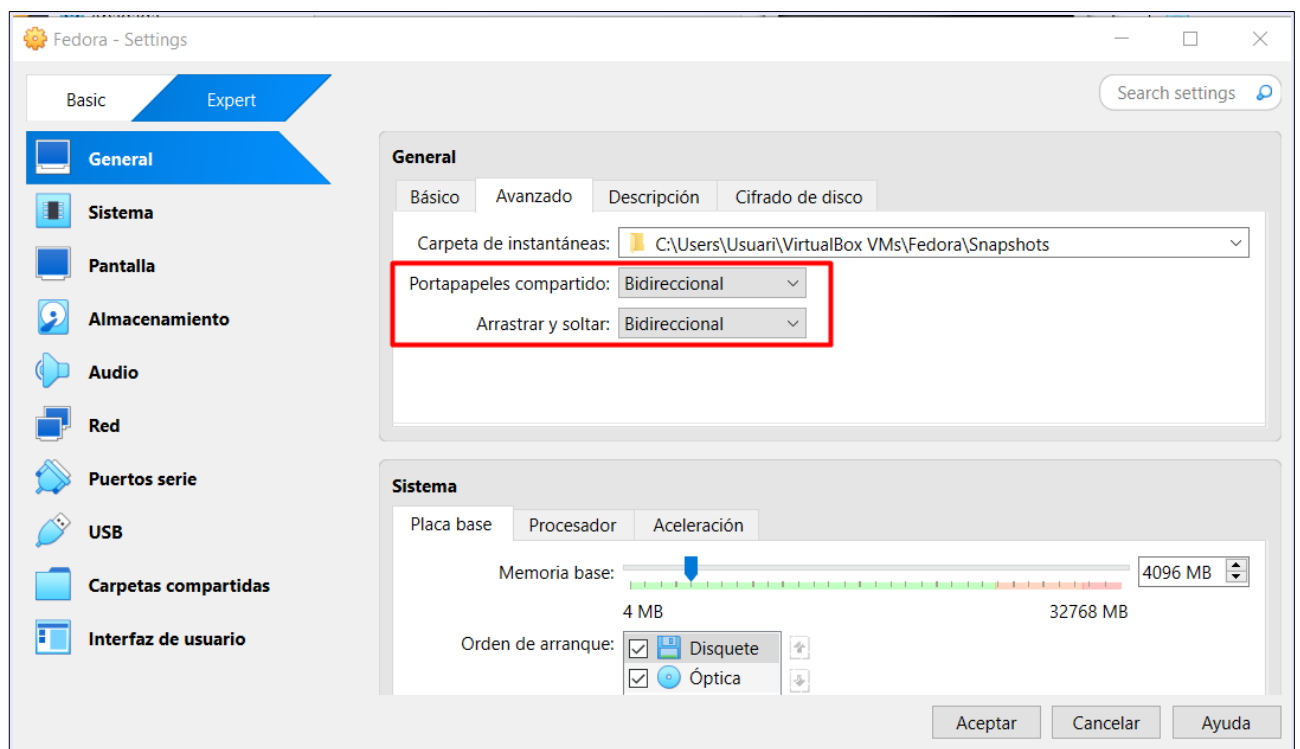 Fedora - Settings
Basic
Expert
Search settings
General
Sistema
Pantalla
Almacenamiento
Audio
Red
Puertos serie
USB
Carpetas compartidas
Interfaz de usuario
General
Básico Avanzado Descripción Cifrado de disco
Carpeta de instantáneas: C:\Users\Usuari\VirtualBox VMs\Fedora\Snapshots
Portapapeles compartido: Bidireccional
Arrastrar y soltar: Bidireccional
Sistema
Placa base Procesador Aceleración
Memoria base: 4096 MB
4 MB 32768 MB
Orden de arranque: Disquete
Óptica
Aceptar Cancelar Ayuda